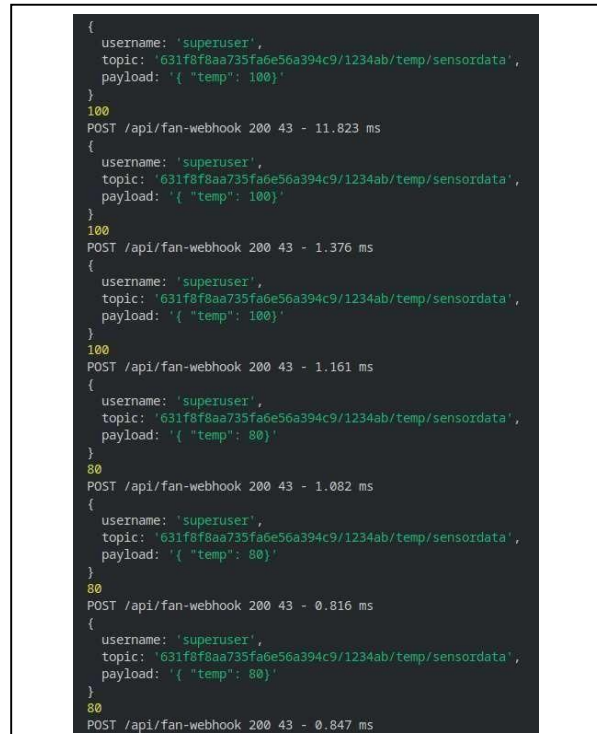 {
  username: 'superuser',
  topic: '631f8f8aa735fa6e56a394c9/1234ab/temp/sensordata',
  payload: '{ "temp": 100}'
}
100
POST /api/fan-webhook 200 43 - 11.823 ms
{
  username: 'superuser',
  topic: '631f8f8aa735fa6e56a394c9/1234ab/temp/sensordata',
  payload: '{ "temp": 100}'
}
100
POST /api/fan-webhook 200 43 - 1.376 ms
{
  username: 'superuser',
  topic: '631f8f8aa735fa6e56a394c9/1234ab/temp/sensordata',
  payload: '{ "temp": 100}'
}
100
POST /api/fan-webhook 200 43 - 1.161 ms
{
  username: 'superuser',
  topic: '631f8f8aa735fa6e56a394c9/1234ab/temp/sensordata',
  payload: '{ "temp": 80}'
}
80
POST /api/fan-webhook 200 43 - 1.082 ms
{
  username: 'superuser',
  topic: '631f8f8aa735fa6e56a394c9/1234ab/temp/sensordata',
  payload: '{ "temp": 80}'
}
80
POST /api/fan-webhook 200 43 - 0.816 ms
{
  username: 'superuser',
  topic: '631f8f8aa735fa6e56a394c9/1234ab/temp/sensordata',
  payload: '{ "temp": 80}'
}
80
POST /api/fan-webhook 200 43 - 0.847 ms